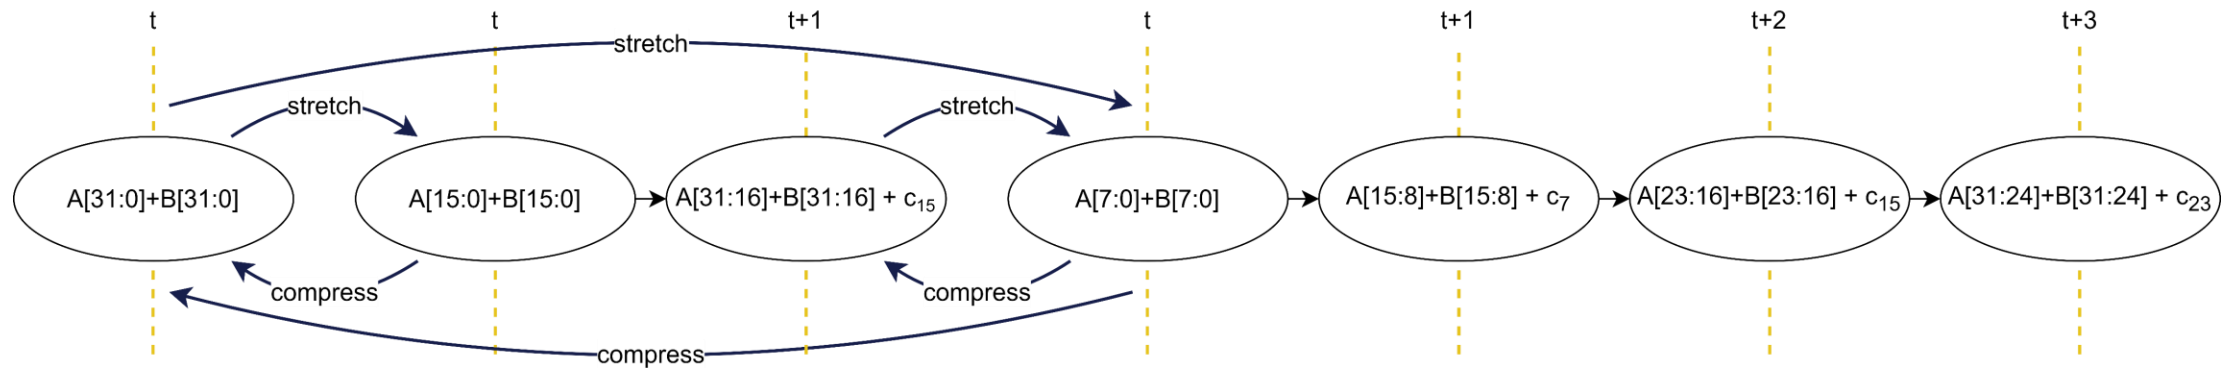 t
t
t+1
t
t+1
t+2
t+3
stretch
stretch
stretch
A[31:0]+B[31:0]
A[15:0]+B[15:0]
A[31:16]+B[31:16] + c15
A[7:0]+B[7:0]
A[15:8]+B[15:8] + c7
A[23:16]+B[23:16] + c15
A[31:24]+B[31:24] + c23
compress
compress
compress